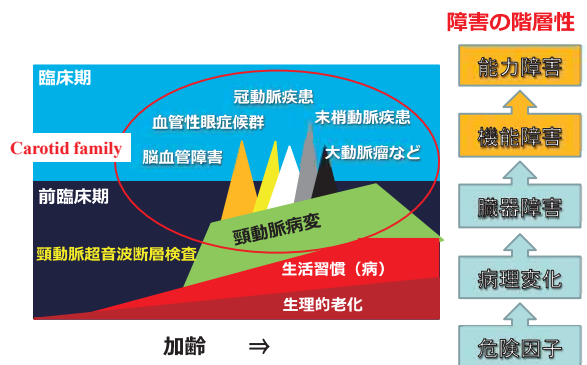 障害の階層性
臨床期
冠動脈疾患
血管性眼症候群
末梢動脈疾患
Carotid family
脳血管障害
大動脈瘤など
前臨床期
頸動脈病変
頸動脈超音波断層検査
生活習慣（病）
生理的老化
加齢 ⇒
能力障害
機能障害
臓器障害
病理変化
危険因子